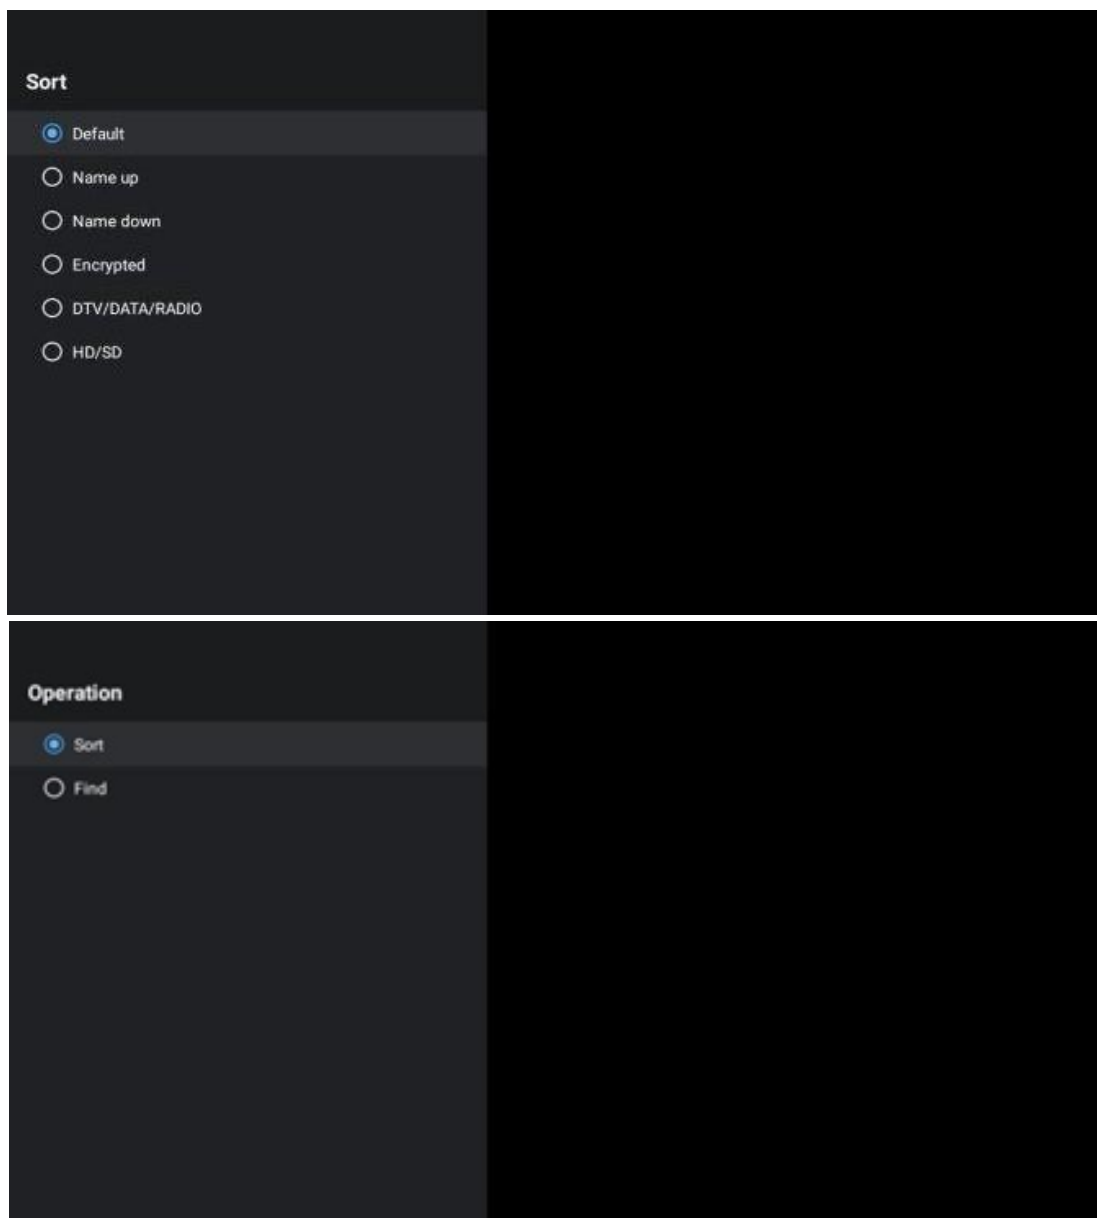 Sort
Default
Name up
Name down
Encrypted
DTV/DATA/RADIO
HD/SD
Operation
Sort
Find